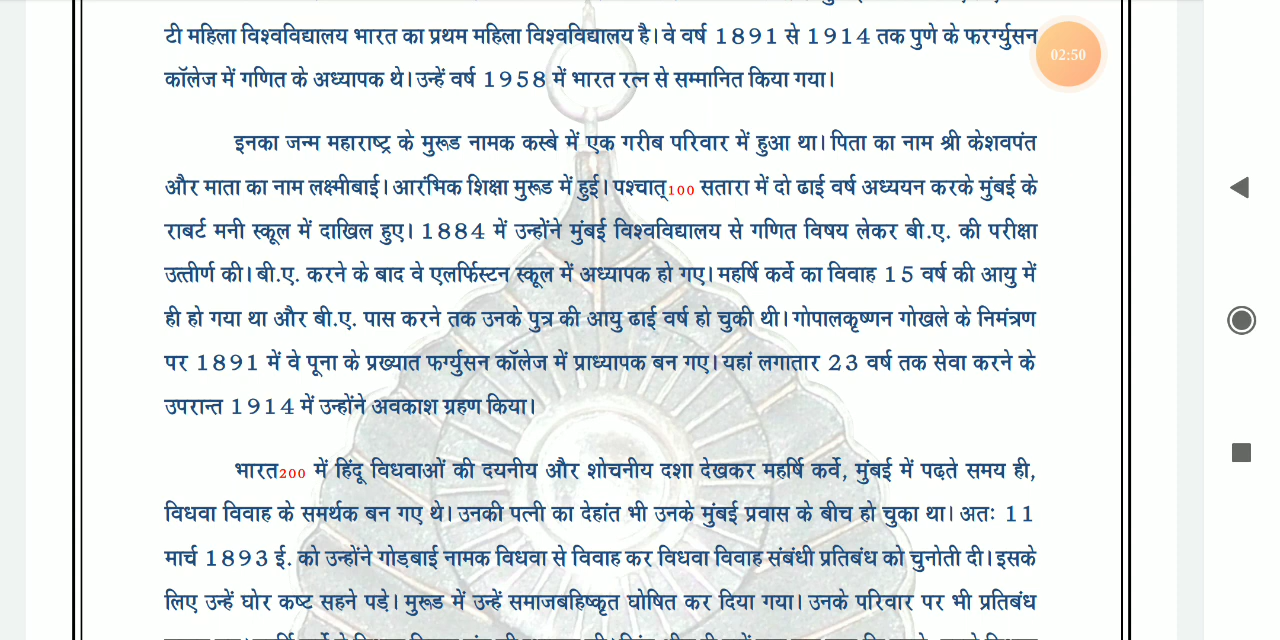 टी महिला विश्वविद्यालय भारत का प्रथम महिला विश्वविद्यालय है। वे वर्ष 1891 से 1914 तक पुणे के फरर्ग्युसन
02:50
कॉलेज में गणित के अध्यापक थे। उन्हें वर्ष 1958 में भारत रत्न से सम्मानित किया गया।
इनका जन्म महाराष्ट्र के मुरूड नामक कस्बे में एक गरीब परिवार में हुआ था। पिता का नाम श्री केशवपंत
और माता का नाम लक्ष्मीबाई। आरंभिक शिक्षा मुरूड में हुई। पश्चात्100 सतारा में दो ढाई वर्ष अध्ययन करके मुंबई के
राबर्ट मनी स्कूल में दाखिल हुए। 1884 में उन्होंने मुंबई विश्वविद्यालय से गणित विषय लेकर बी.ए. की परीक्षा
उत्तीर्ण की। बी.ए. करने के बाद वे एलर्फिस्टन स्कूल में अध्यापक हो गए। महर्षि कर्वे का विवाह 15 वर्ष की आयु में
ही हो गया था और बी.ए. पास करने तक उनके पुत्र की आयु ढाई वर्ष हो चुकी थी। गोपालकृष्णन गोखले के निमंत्रण
पर 1891 में वे पूना के प्रख्यात फर्ग्युसन कॉलेज में प्राध्यापक बन गए। यहां लगातार 23 वर्ष तक सेवा करने के
उपरान्त 1914 में उन्होंने अवकाश ग्रहण किया।
भारत200 में हिंदू विधवाओं की दयनीय और शोचनीय दशा देखकर महर्षि कर्वे, मुंबई में पढ़ते समय ही,
विधवा विवाह के समर्थक बन गए थे। उनकी पत्नी का देहांत भी उनके मुंबई प्रवास के बीच हो चुका था। अतः 11
मार्च 1893 ई. को उन्होंने गोड़बाई नामक विधवा से विवाह कर विधवा विवाह संबंधी प्रतिबंध को चुनोती दी। इसके
लिए उन्हें घोर कष्ट सहने पड़े। मुरूड में उन्हें समाजबहिष्कृत घोषित कर दिया गया। उनके परिवार पर भी प्रतिबंध